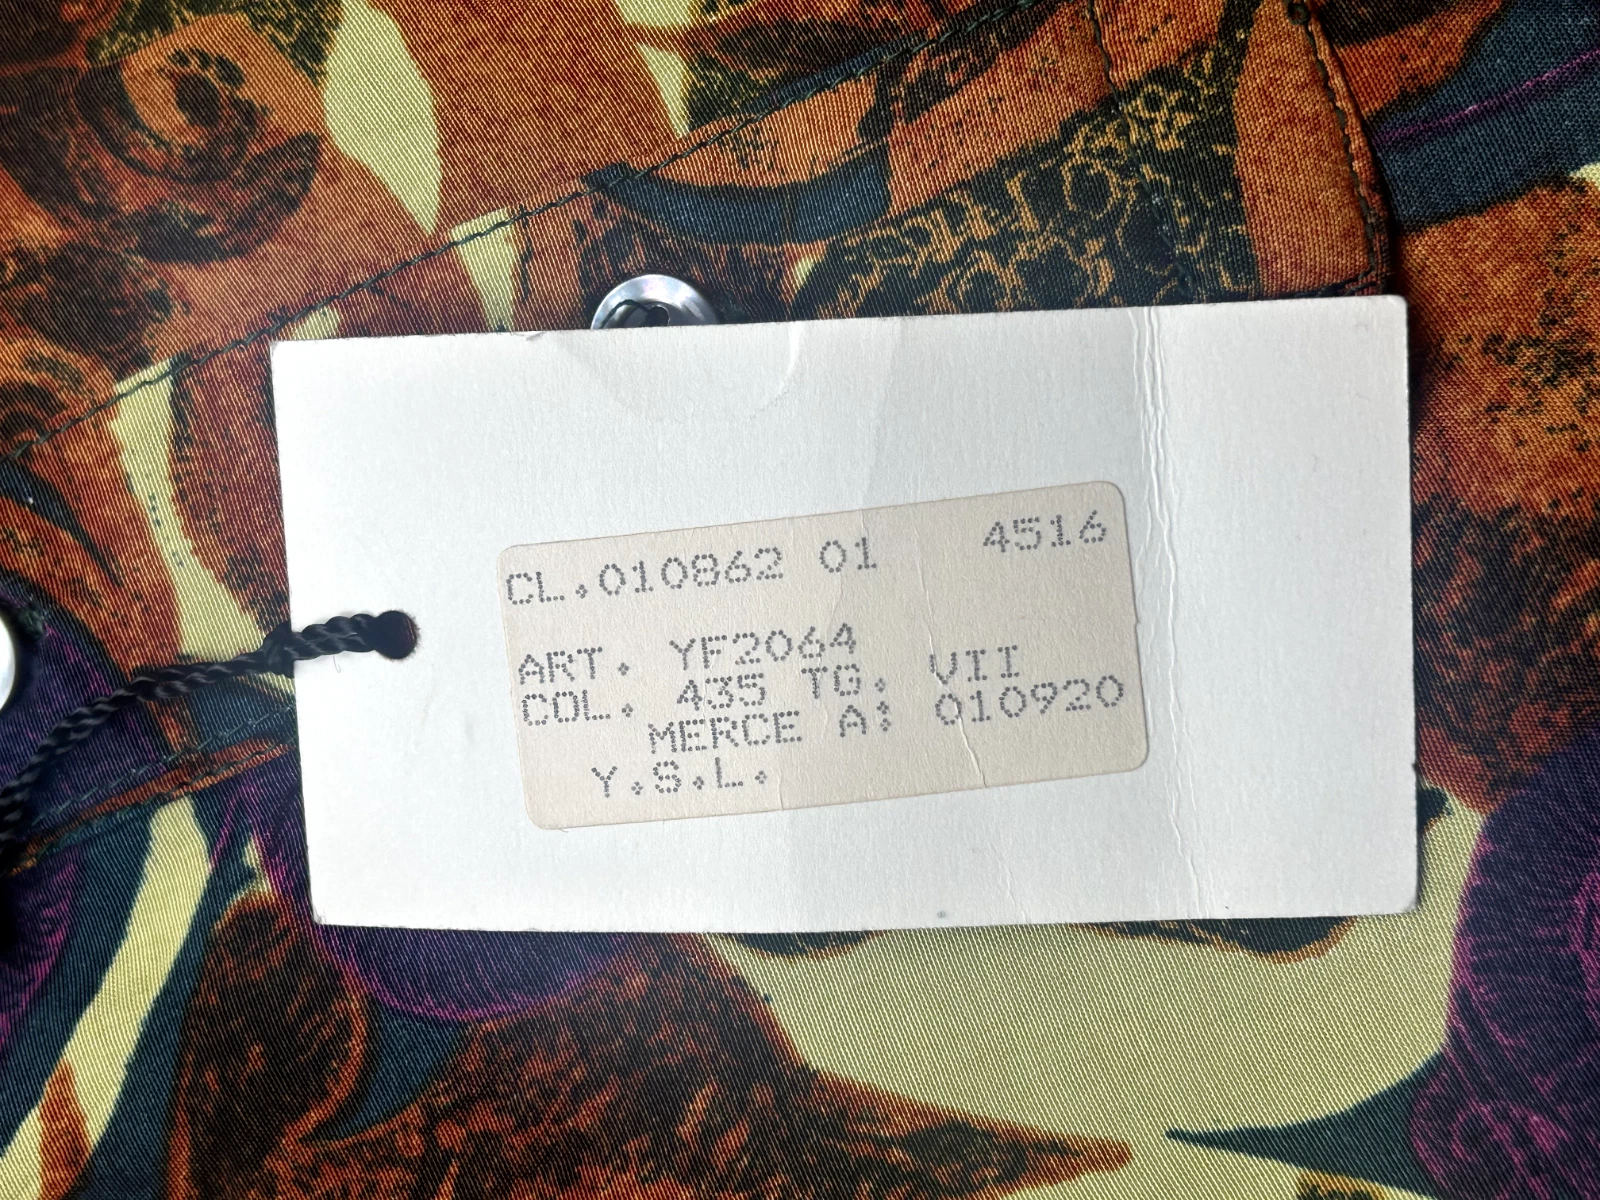 CL.010862 01 4516
ART. YF2064
COL. 435 TG: VII
MERCE A: 010920
Y.S.L.